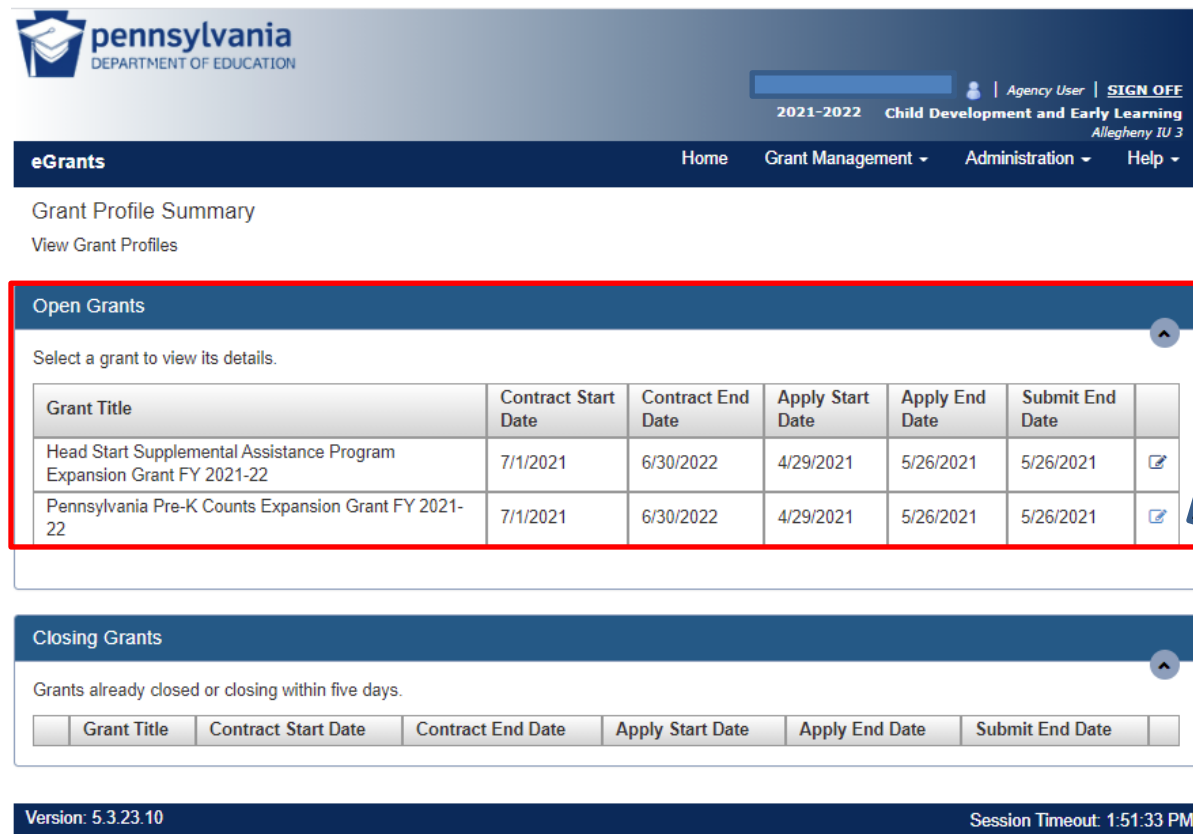 pennsylvania
DEPARTMENT OF EDUCATION
| Agency User | SIGN OFF
2021-2022 Child Development and Early Learning
Allegheny IU 3
eGrants Home Grant Management Administration Help
Grant Profile Summary
View Grant Profiles
Open Grants
Select a grant to view its details.
Grant Title Contract Start Date Contract End Date Apply Start Date Apply End Date Submit End Date
Head Start Supplemental Assistance Program
Expansion Grant FY 2021-22 7/1/2021 6/30/2022 4/29/2021 5/26/2021 5/26/2021
Pennsylvania Pre-K Counts Expansion Grant FY 2021-
22 7/1/2021 6/30/2022 4/29/2021 5/26/2021 5/26/2021
Closing Grants
Grants already closed or closing within five days.
Grant Title Contract Start Date Contract End Date Apply Start Date Apply End Date Submit End Date
Version: 5.3.23.10 Session Timeout: 1:51:33 PM